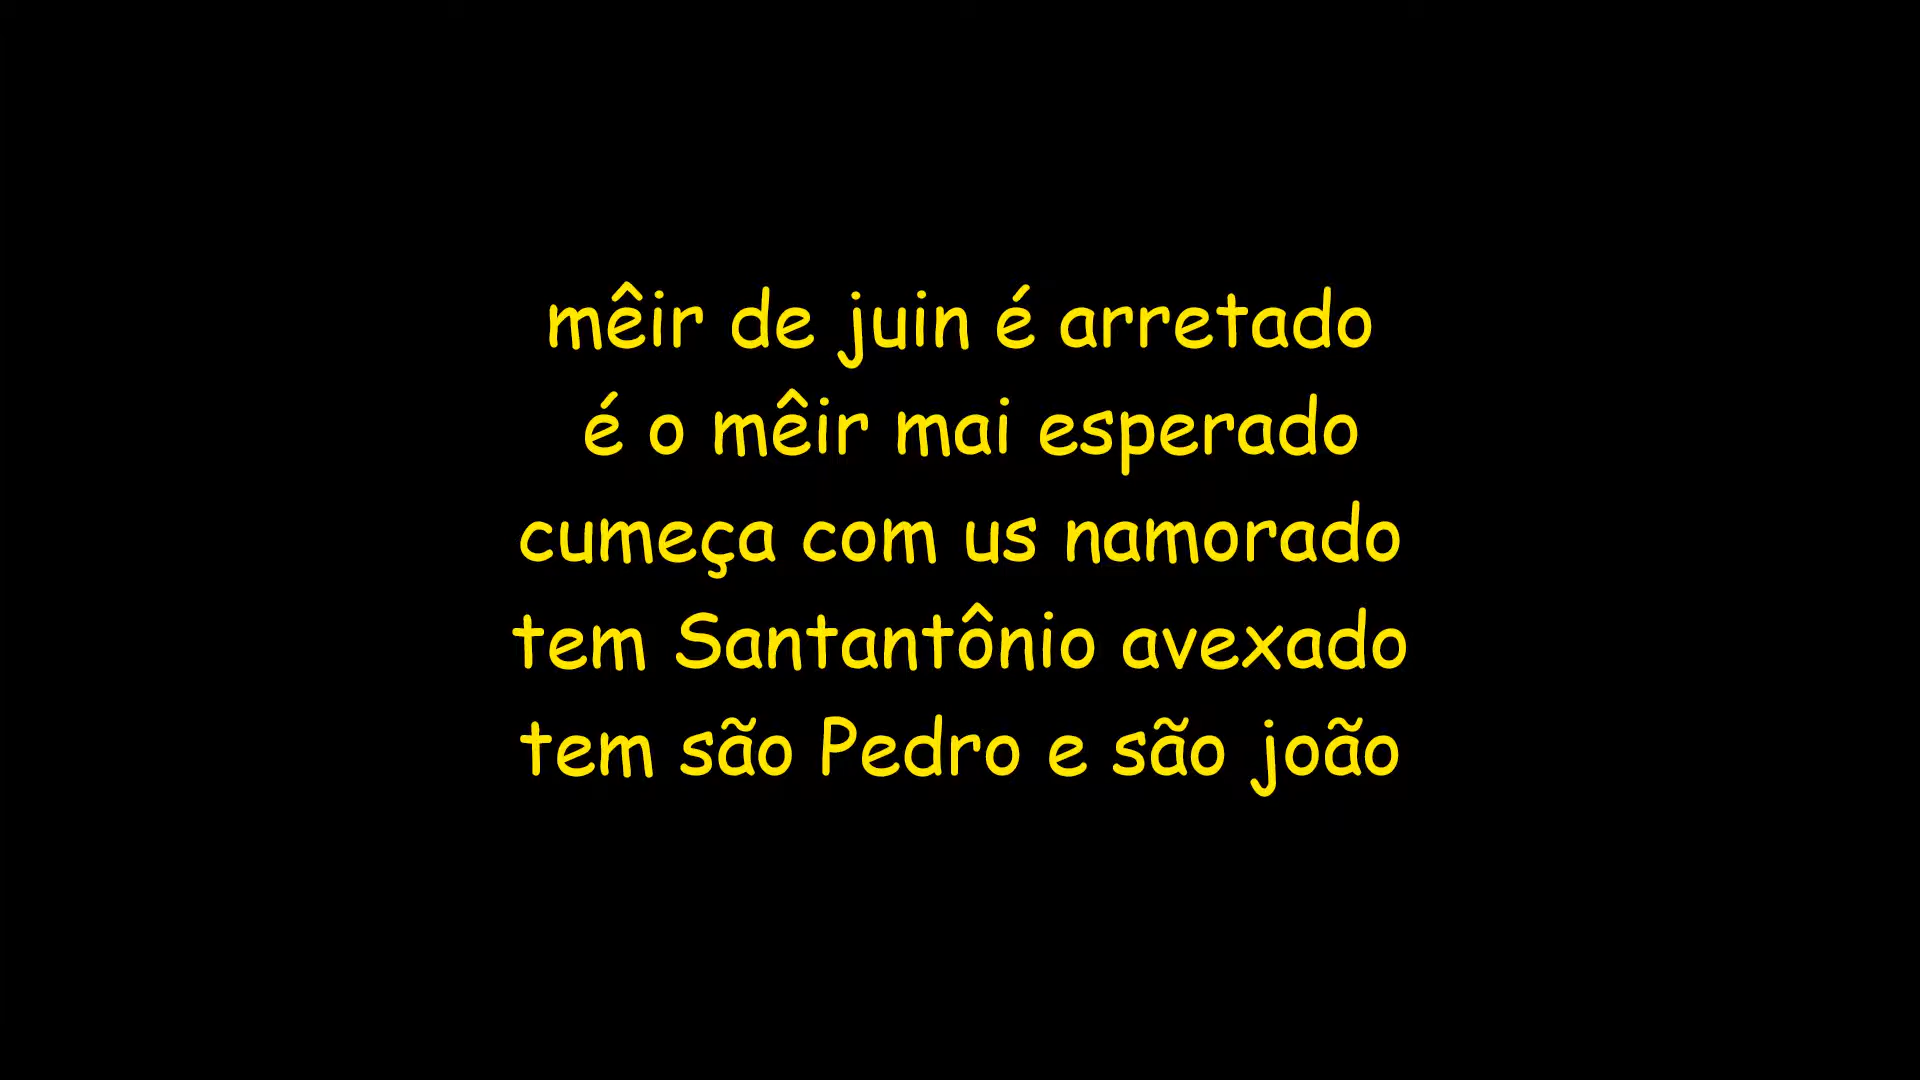 mêir de juin é arretado
é o mêir mai esperado
cumeça com us namorado
tem Santantônio avexado
tem são Pedro e são joão